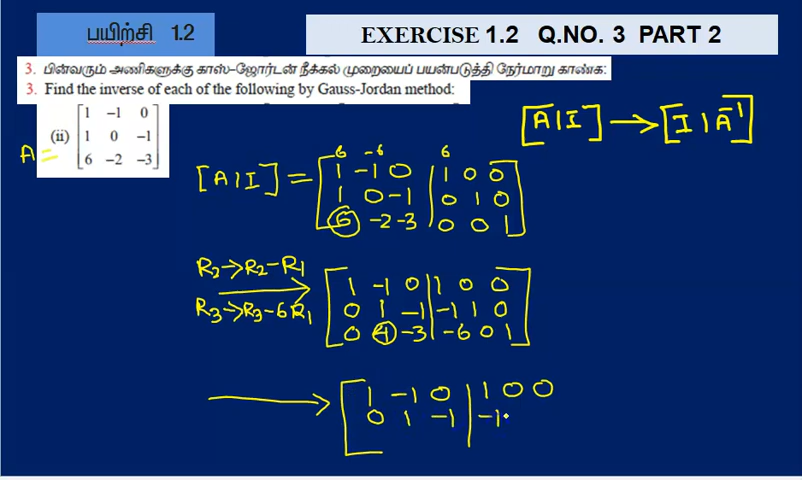 பயிற்சி 1.2
EXERCISE 1.2 Q.NO. 3 PART 2
3. பின்வரும் அணிகளுக்கு காஸ்-ஜோர்டன் நீக்கல் முறையைப் பயன்படுத்தி நேர்மாறு காண்க:
3. Find the inverse of each of the following by Gauss-Jordan method:
[A|I] → [I|A⁻¹]
1 −1 0
(ii) 1 0 −1
A=
6 −2 −3
6 -6 6
1 -1 0 | 1 0 0
[A|I] =
1 0 -1 | 0 1 0
6 -2 -3 | 0 0 1
R2→R2-R1
1 -1 0 | 1 0 0
R3→R3-6R1
0 1 -1 | -1 1 0
0 4 -3 | -6 0 1
→
1 -1 0 | 1 0 0
0 1 -1 | -1